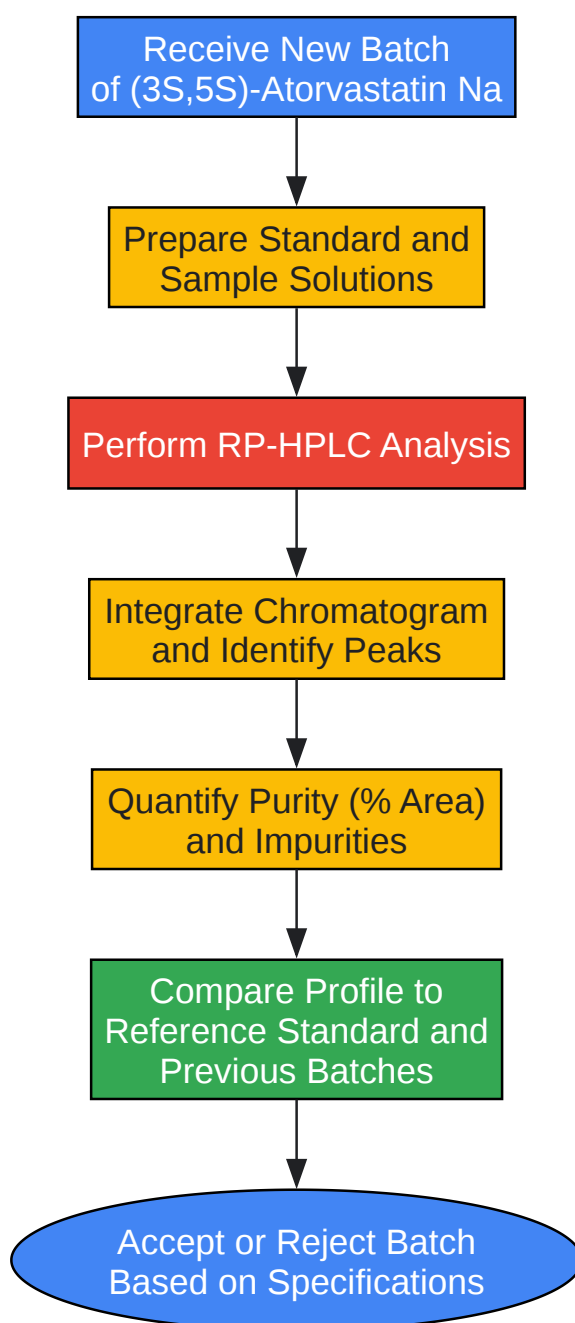 Receive New Batch
of (3S,5S)-Atorvastatin Na
Prepare Standard and
Sample Solutions
Perform RP-HPLC Analysis
Integrate Chromatogram
and Identify Peaks
Quantify Purity (% Area)
and Impurities
Compare Profile to
Reference Standard and
Previous Batches
Accept or Reject Batch
Based on Specifications